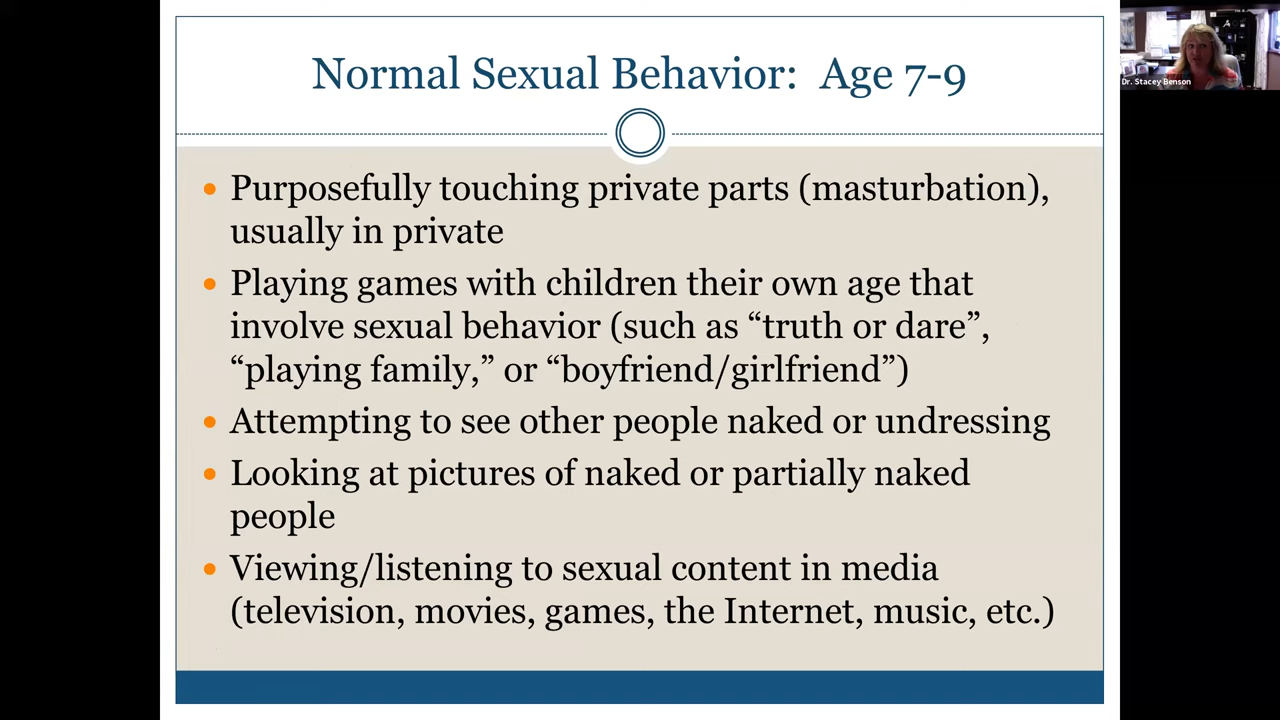 Normal Sexual Behavior: Age 7-9
Dr. Stacey Benson
• Purposefully touching private parts (masturbation),
usually in private
• Playing games with children their own age that
involve sexual behavior (such as “truth or dare”,
“playing family,” or “boyfriend/girlfriend”)
• Attempting to see other people naked or undressing
• Looking at pictures of naked or partially naked
people
• Viewing/listening to sexual content in media
(television, movies, games, the Internet, music, etc.)